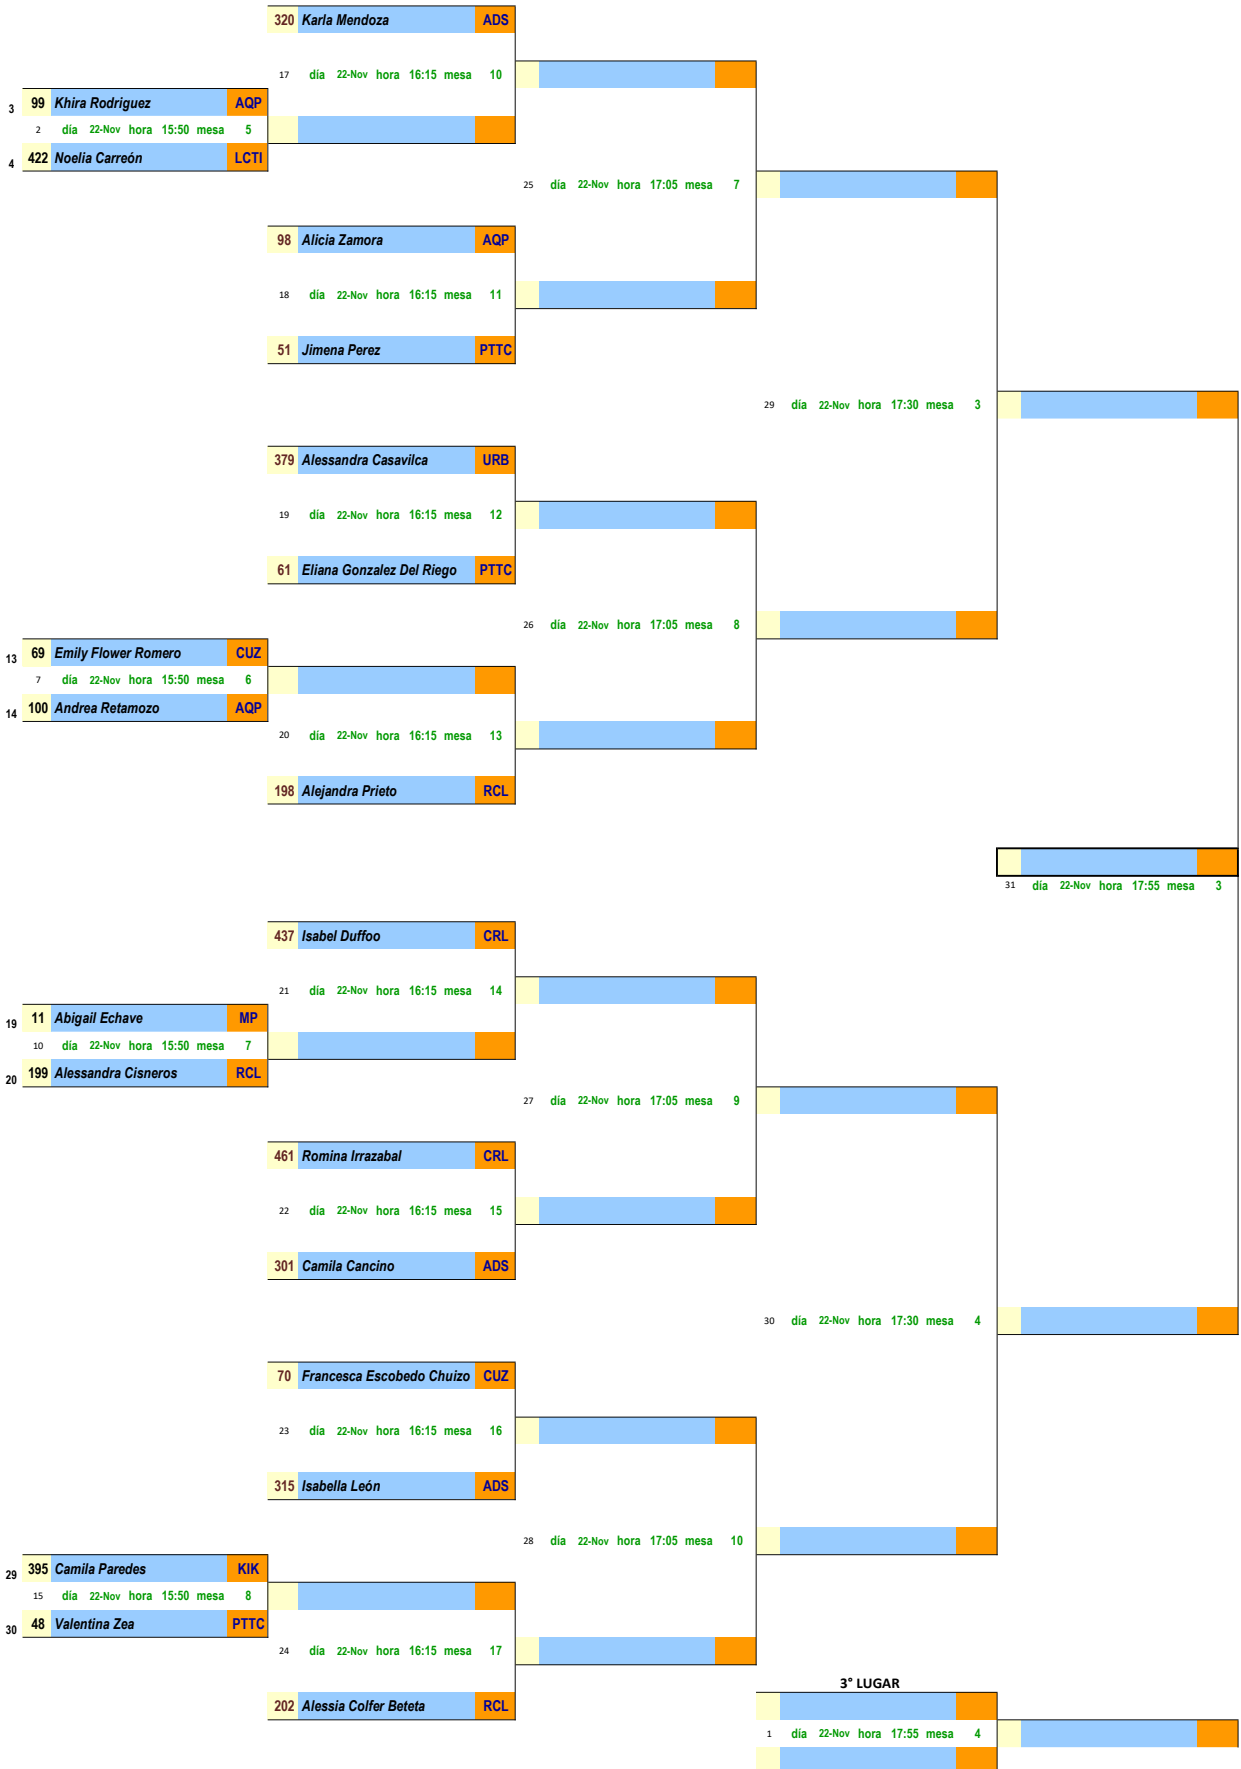 320 Karla Mendoza ADS
17 día 22-Nov hora 16:15 mesa 10
3 99 Khira Rodriguez AQP
2 día 22-Nov hora 15:50 mesa 5
4 422 Noelia Carreón LCTI
25 día 22-Nov hora 17:05 mesa 7
98 Alicia Zamora AQP
18 día 22-Nov hora 16:15 mesa 11
51 Jimena Perez PTTC
29 día 22-Nov hora 17:30 mesa 3
379 Alessandra Casavilca URB
19 día 22-Nov hora 16:15 mesa 12
61 Eliana Gonzalez Del Riego PTTC
26 día 22-Nov hora 17:05 mesa 8
13 69 Emily Flower Romero CUZ
7 día 22-Nov hora 15:50 mesa 6
14 100 Andrea Retamozo AQP
20 día 22-Nov hora 16:15 mesa 13
198 Alejandra Prieto RCL
31 día 22-Nov hora 17:55 mesa 3
437 Isabel Duffoo CRL
21 día 22-Nov hora 16:15 mesa 14
19 11 Abigail Echave MP
10 día 22-Nov hora 15:50 mesa 7
20 199 Alessandra Cisneros RCL
27 día 22-Nov hora 17:05 mesa 9
461 Romina Irrazabal CRL
22 día 22-Nov hora 16:15 mesa 15
301 Camila Cancino ADS
30 día 22-Nov hora 17:30 mesa 4
70 Francesca Escobedo Chuizo CUZ
23 día 22-Nov hora 16:15 mesa 16
315 Isabella León ADS
28 día 22-Nov hora 17:05 mesa 10
29 395 Camila Paredes KIK
15 día 22-Nov hora 15:50 mesa 8
30 48 Valentina Zea PTTC
24 día 22-Nov hora 16:15 mesa 17
202 Alessia Colfer Beteta RCL
3° LUGAR
1 día 22-Nov hora 17:55 mesa 4